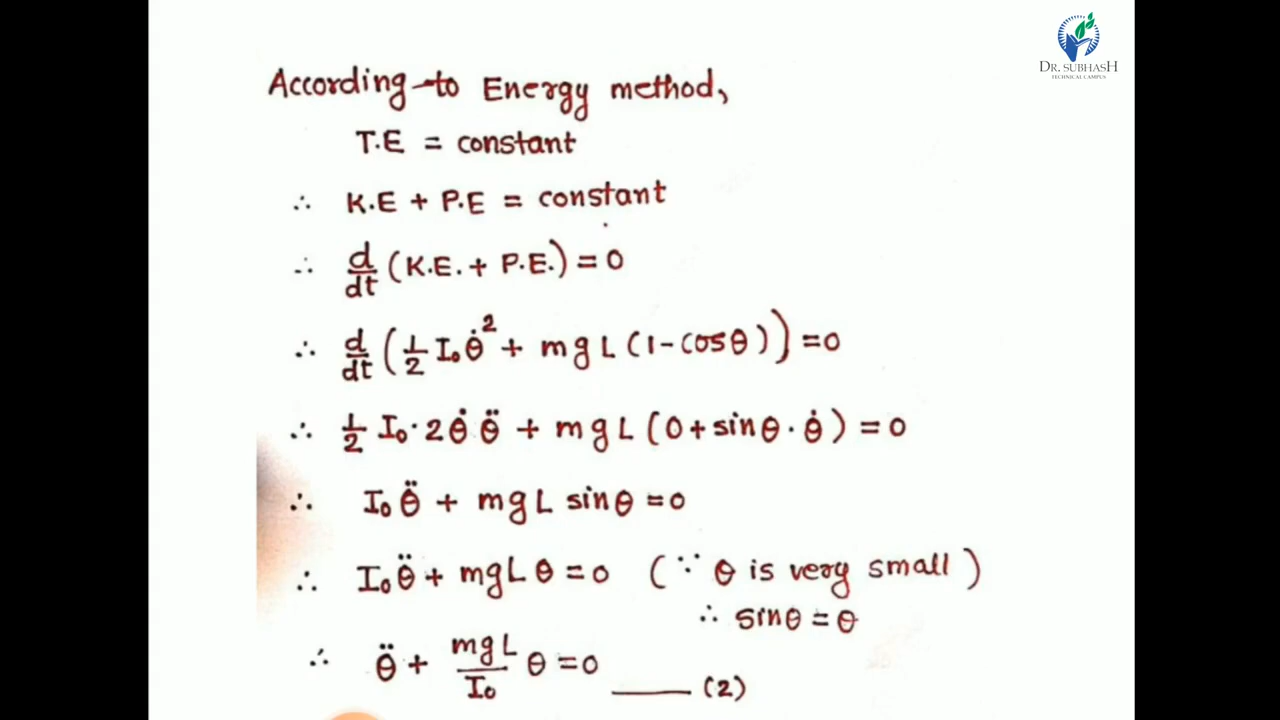 DR. SUBHASH
TECHNICAL CAMPUS
According to Energy method,
T.E = constant
∴ K.E + P.E = constant
∴ d/dt (K.E. + P.E.) = 0
∴ d/dt (1/2 I₀θ̇² + mgL(1-cosθ)) = 0
∴ 1/2 I₀·2θ̇ θ̈ + mgL(0+sinθ·θ̇) = 0
∴ I₀θ̈ + mgL sinθ = 0
∴ I₀θ̈ + mgLθ = 0 (∵ θ is very small)
∴ sinθ = θ
∴ θ̈ + mgL/I₀ θ = 0 —— (2)